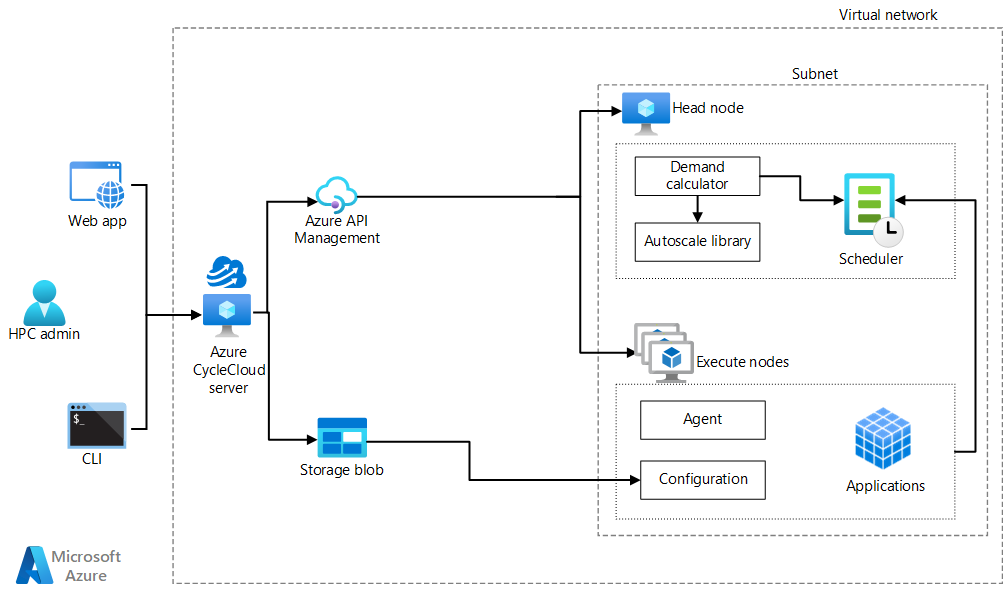 Virtual network
Subnet
Head node
Demand
calculator
Autoscale library
Scheduler
Web app
Azure API
Management
HPC admin
Azure
CycleCloud
server
Execute nodes
Agent
Configuration
Applications
$_
CLI
Storage blob
Microsoft
Azure